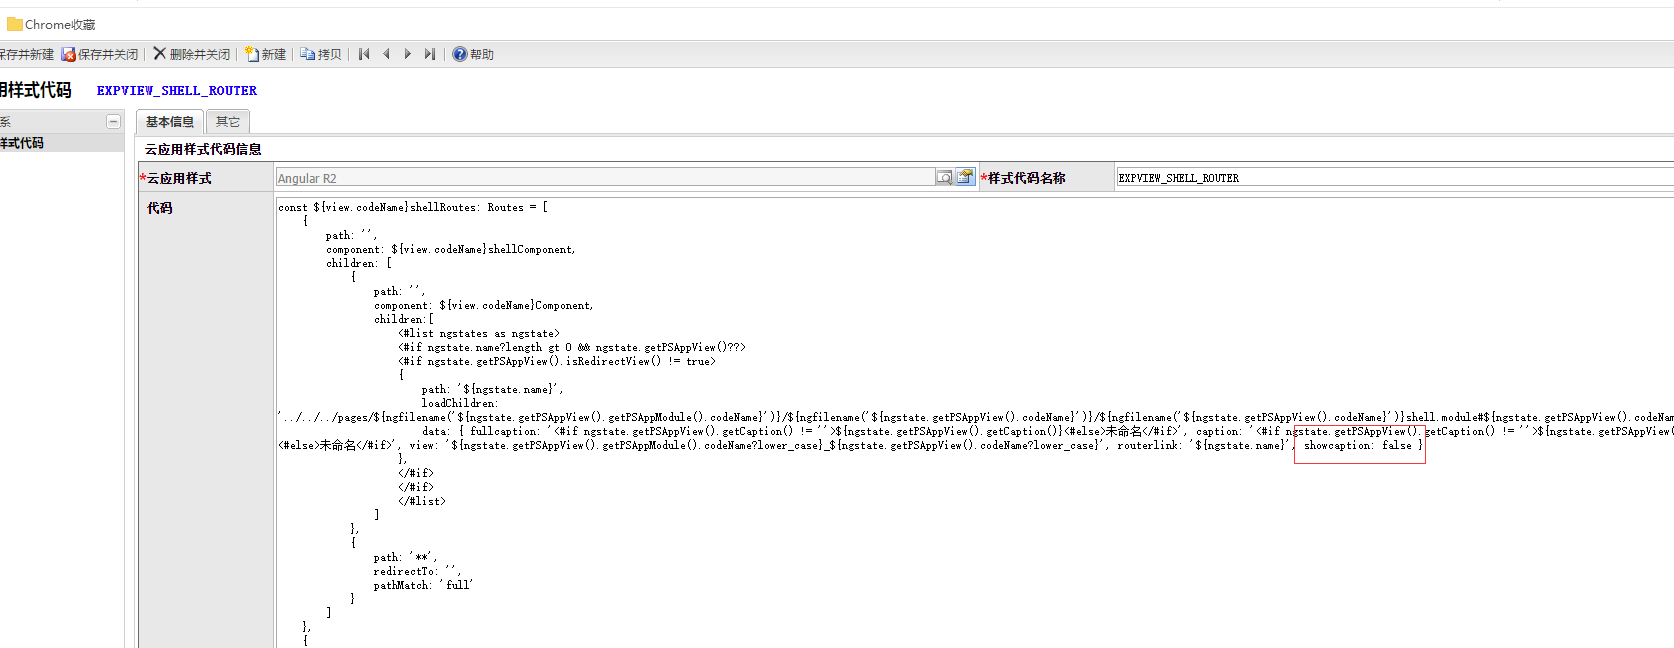 Chrome收藏
保存并新建 保存并关闭 删除并关闭 新建 拷贝 帮助
用样式代码 EXPVIEW_SHELL_ROUTER
系
样式代码
基本信息 其它
云应用样式代码信息
*云应用样式 Angular R2 *样式代码名称 EXPVIEW_SHELL_ROUTER
代码
const ${view.codeName}shellRoutes: Routes = [
{
path: '',
component: ${view.codeName}shellComponent,
children: [
{
path: '',
component: ${view.codeName}Component,
children:[
<#list ngstates as ngstate>
<#if ngstate.name?length gt 0 && ngstate.getPSAppView()??>
<#if ngstate.getPSAppView().isRedirectView() != true>
{
path: '${ngstate.name}',
loadChildren:
'../../../pages/${ngfilename('${ngstate.getPSAppView().getPSAppModule().codeName}')}/${ngfilename('${ngstate.getPSAppView().codeName}')}/${ngfilename('${ngstate.getPSAppView().codeName}')}shell.module#${ngstate.getPSAppView().codeName
data: { fullcaption: '<#if ngstate.getPSAppView().getCaption() != ''>${ngstate.getPSAppView().getCaption()}<#else>未命名</#if>', caption: '<#if ngstate.getPSAppView().getCaption() != ''>${ngstate.getPSAppView().
<#else>未命名</#if>', view: '${ngstate.getPSAppView().getPSAppModule().codeName?lower_case}_${ngstate.getPSAppView().codeName?lower_case}', routerlink: '${ngstate.name}', showcaption: false }
},
</#if>
</#if>
</#list>
]
},
{
path: '**',
redirectTo: '',
pathMatch: 'full'
}
]
},
{